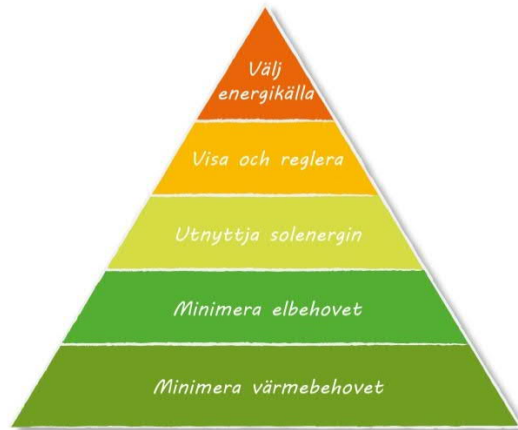 Välj
energikälla
Visa och reglera
Utnyttja solenergin
Minimera elbehovet
Minimera värmebehovet